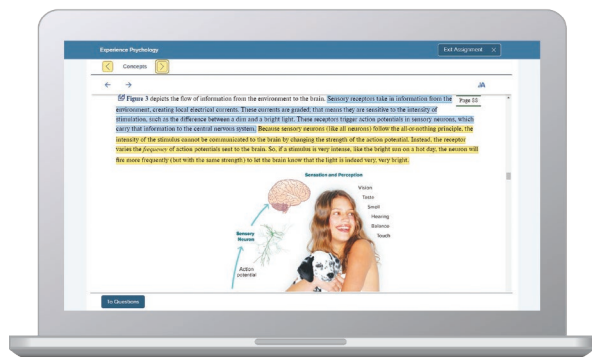 Experience Psychology
Exit Assignment X
Concepts
Figure 3 depicts the flow of information from the environment to the brain. Sensory receptors take in information from the
Page 53
environment, creating local electrical currents. These currents are graded; that means they are sensitive to the intensity of
stimulation, such as the difference between a dim and a bright light. These receptors trigger action potentials in sensory neurons, which
carry that information to the central nervous system. Because sensory neurons (like all neurons) follow the all-or-nothing principle, the
intensity of the stimulus cannot be communicated to the brain by changing the strength of the action potential. Instead, the receptor
varies the frequency of action potentials sent to the brain. So, if a stimulus is very intense, like the bright sun on a hot day, the neuron will
fire more frequently (but with the same strength) to let the brain know that the light is indeed very, very bright.
Sensation and Perception
Vision
Taste
Smell
Hearing
Balance
Touch
Sensory
Neuron
Action
potential
To Questions